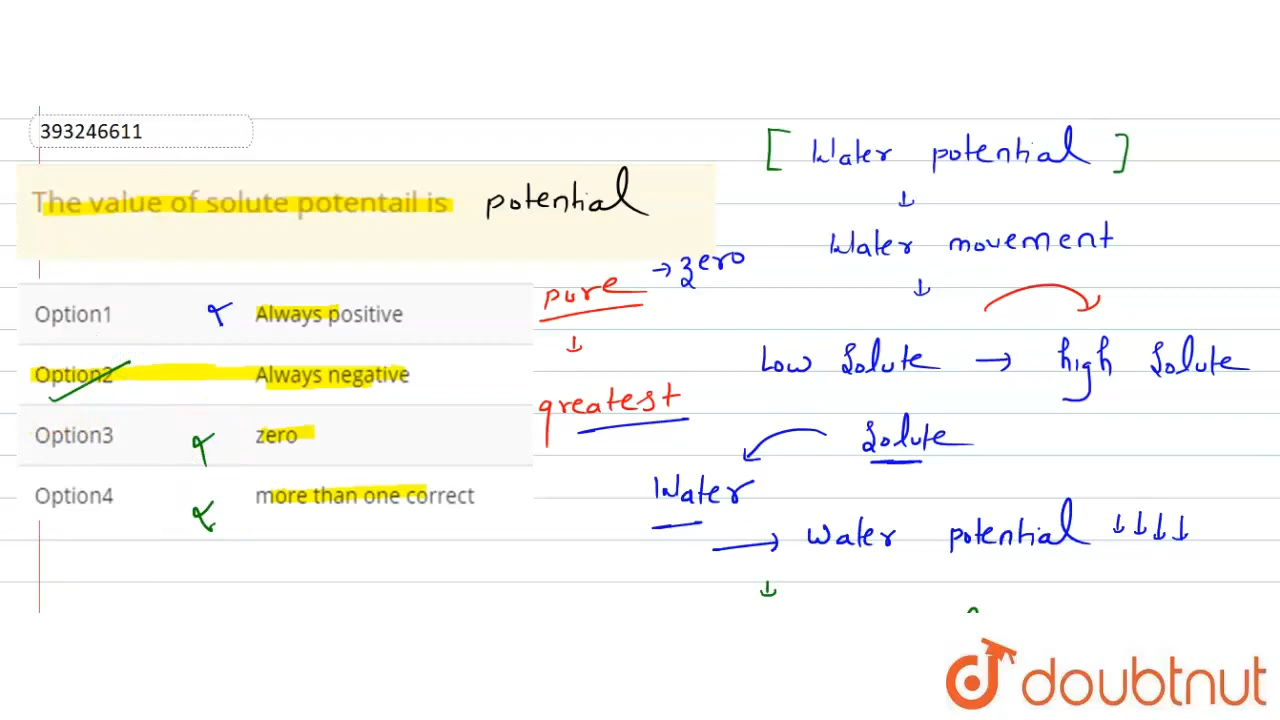 393246611
The value of solute potentail is potential
Option1 Always positive
Option2 Always negative
Option3 zero
Option4 more than one correct
pure → zero
↓
greatest
[ Water potential ]
↓
Water movement
↓
Low Solute → high Solute
Solute
Water
→ Water potential ↓↓↓↓
↓
doubtnut